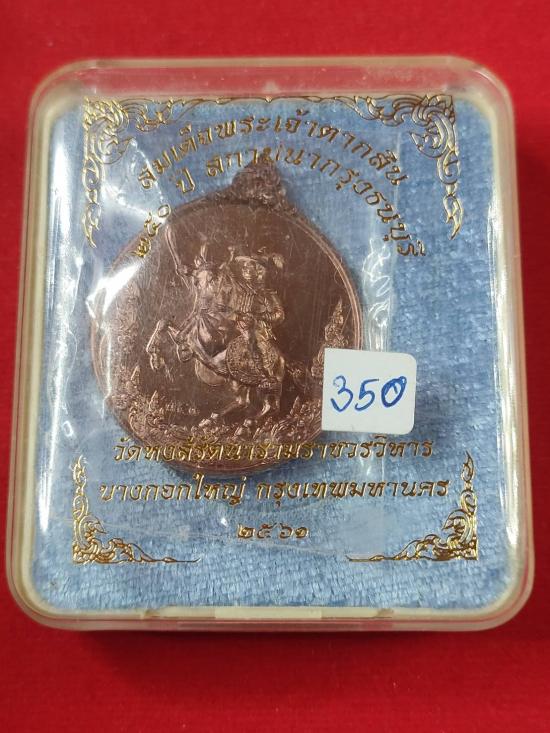 สมเด็จพระเจ้าตากสิน
๒๕๐ ปี สถาปนากรุงธนบุรี
350
วัดหงส์รัตนารามราชวรวิหาร
บางกอกใหญ่ กรุงเทพมหานคร
๒๕๖๑